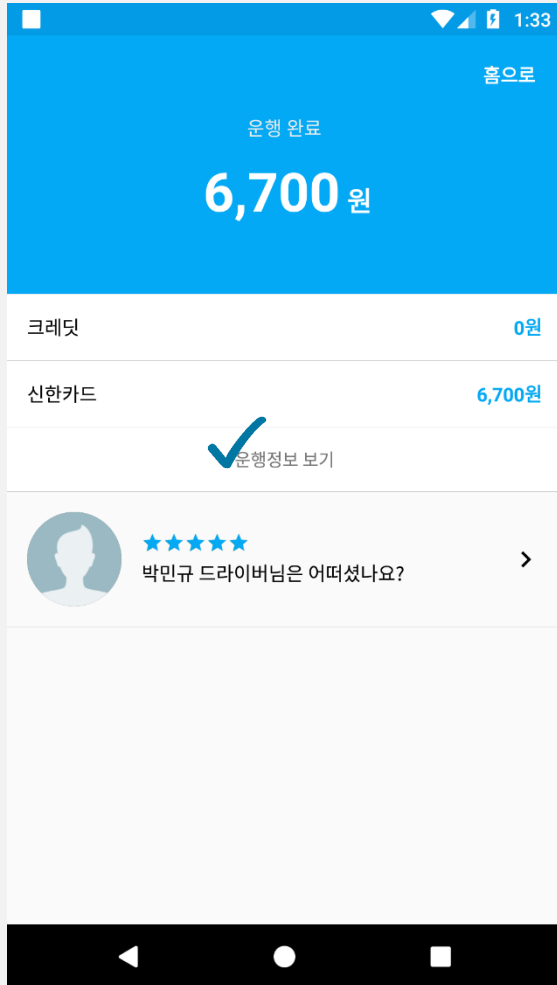 1:33
홈으로
운행 완료
6,700 원
크레딧 0원
신한카드 6,700원
운행정보 보기
박민규 드라이버님은 어떠셨나요?